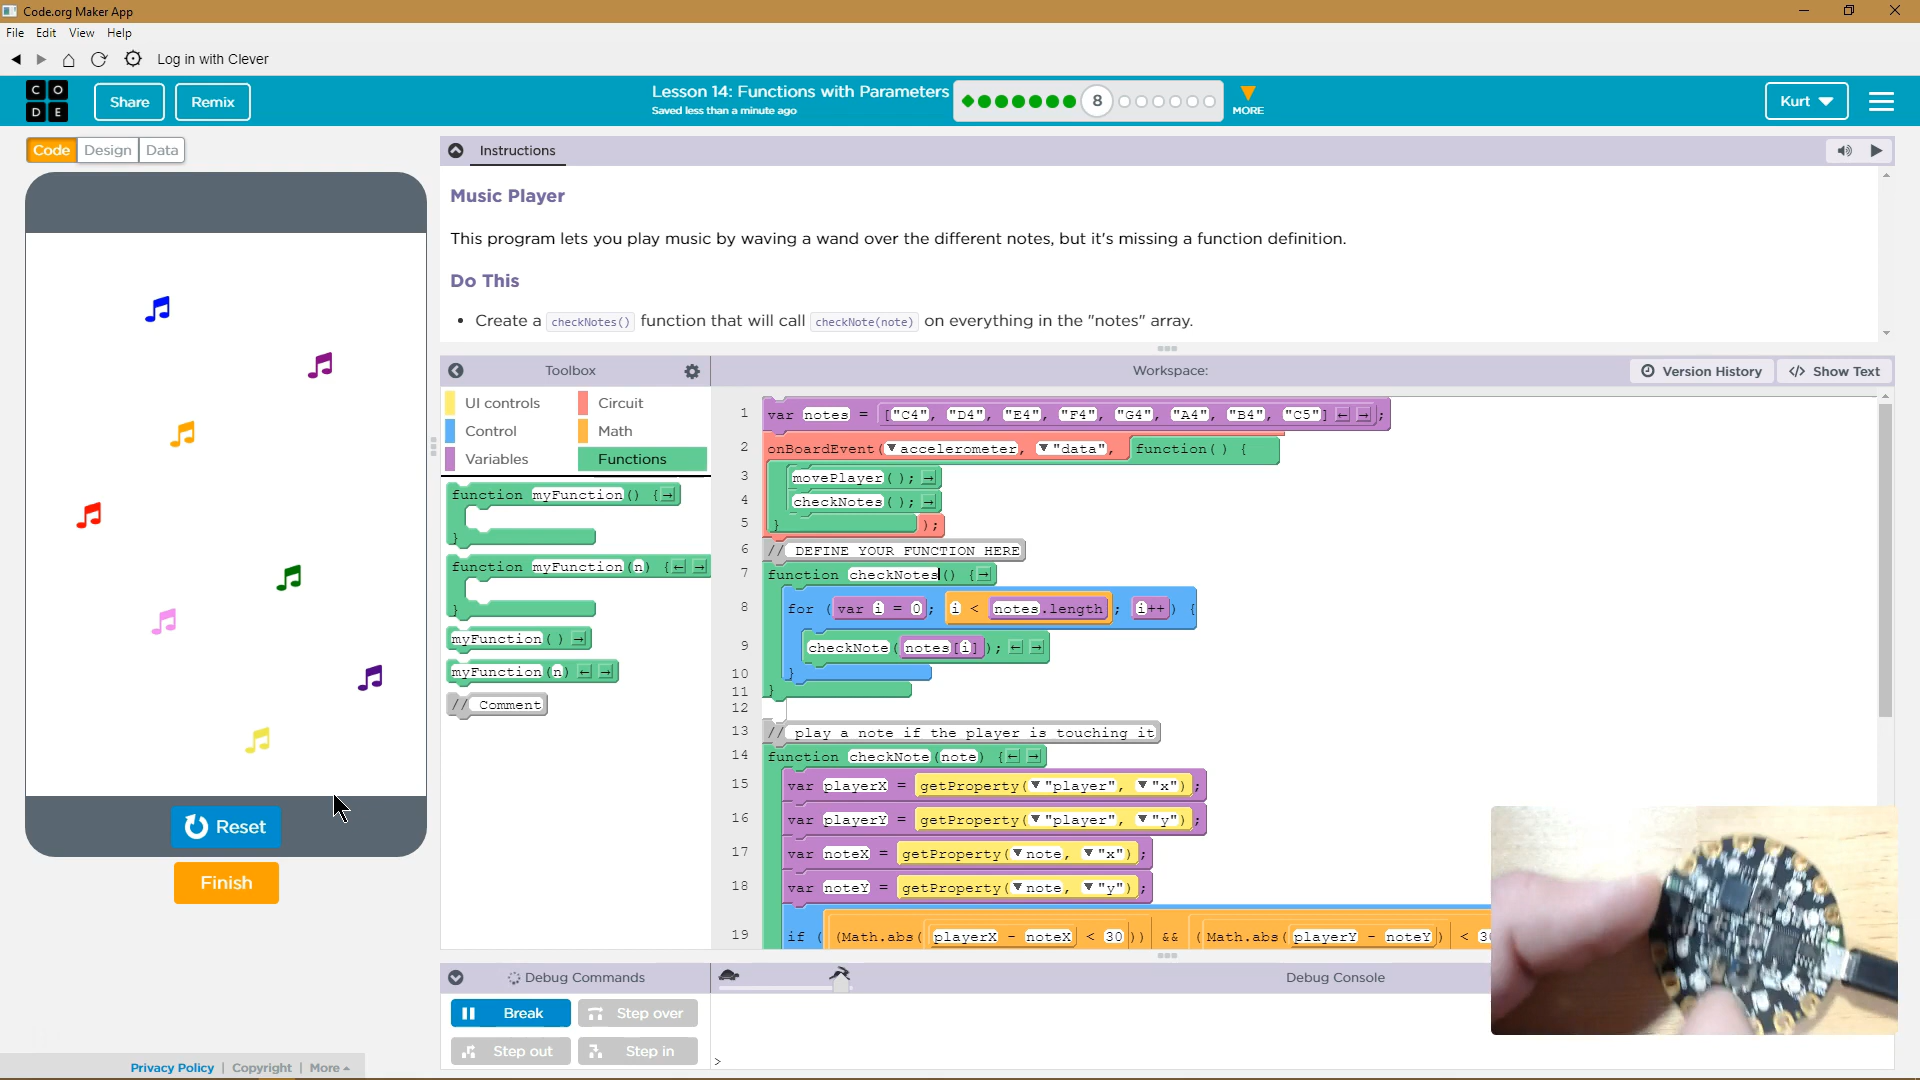 Code.org Maker App
File Edit View Help
Log in with Clever
C O
D E
Share
Remix
Lesson 14: Functions with Parameters
Saved less than a minute ago
8
MORE
Kurt
Code
Design
Data
Instructions
Music Player
This program lets you play music by waving a wand over the different notes, but it's missing a function definition.
Do This
• Create a checkNotes() function that will call checkNote(note) on everything in the "notes" array.
Toolbox
Workspace:
Version History
</> Show Text
UI controls
Circuit
Control
Math
Variables
Functions
function myFunction() {
}
function myFunction(n) {
}
myFunction()
myFunction(n)
// Comment
1 var notes = ["C4", "D4", "E4", "F4", "G4", "A4", "B4", "C5"];
2 onBoardEvent(accelerometer, "data", function() {
3 movePlayer();
4 checkNotes();
5 });
6 // DEFINE YOUR FUNCTION HERE
7 function checkNotes() {
8 for (var i = 0; i < notes.length; i++) {
9 checkNote(notes[i]);
10 }
11 }
12
13 // play a note if the player is touching it
14 function checkNote(note) {
15 var playerX = getProperty("player", "x");
16 var playerY = getProperty("player", "y");
17 var noteX = getProperty(note, "x");
18 var noteY = getProperty(note, "y");
19 if ((Math.abs(playerX - noteX < 30)) && (Math.abs(playerY - noteY) < 30
Reset
Finish
Debug Commands
Debug Console
Break
Step over
Step out
Step in
>
Privacy Policy | Copyright | More